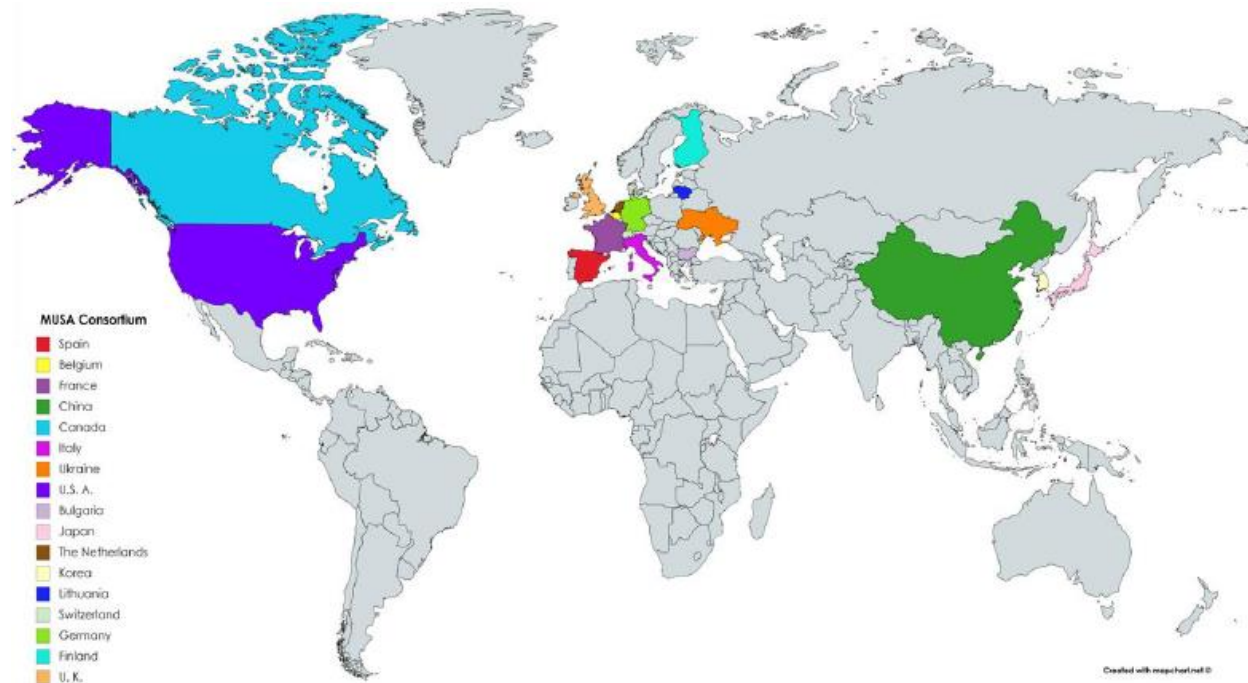 MUSA Consortium
Spain
Belgium
France
China
Canada
Italy
Ukraine
U.S. A.
Bulgaria
Japan
The Netherlands
Korea
Lithuania
Switzerland
Germany
Finland
U. K.
Created with mapchart.net ©